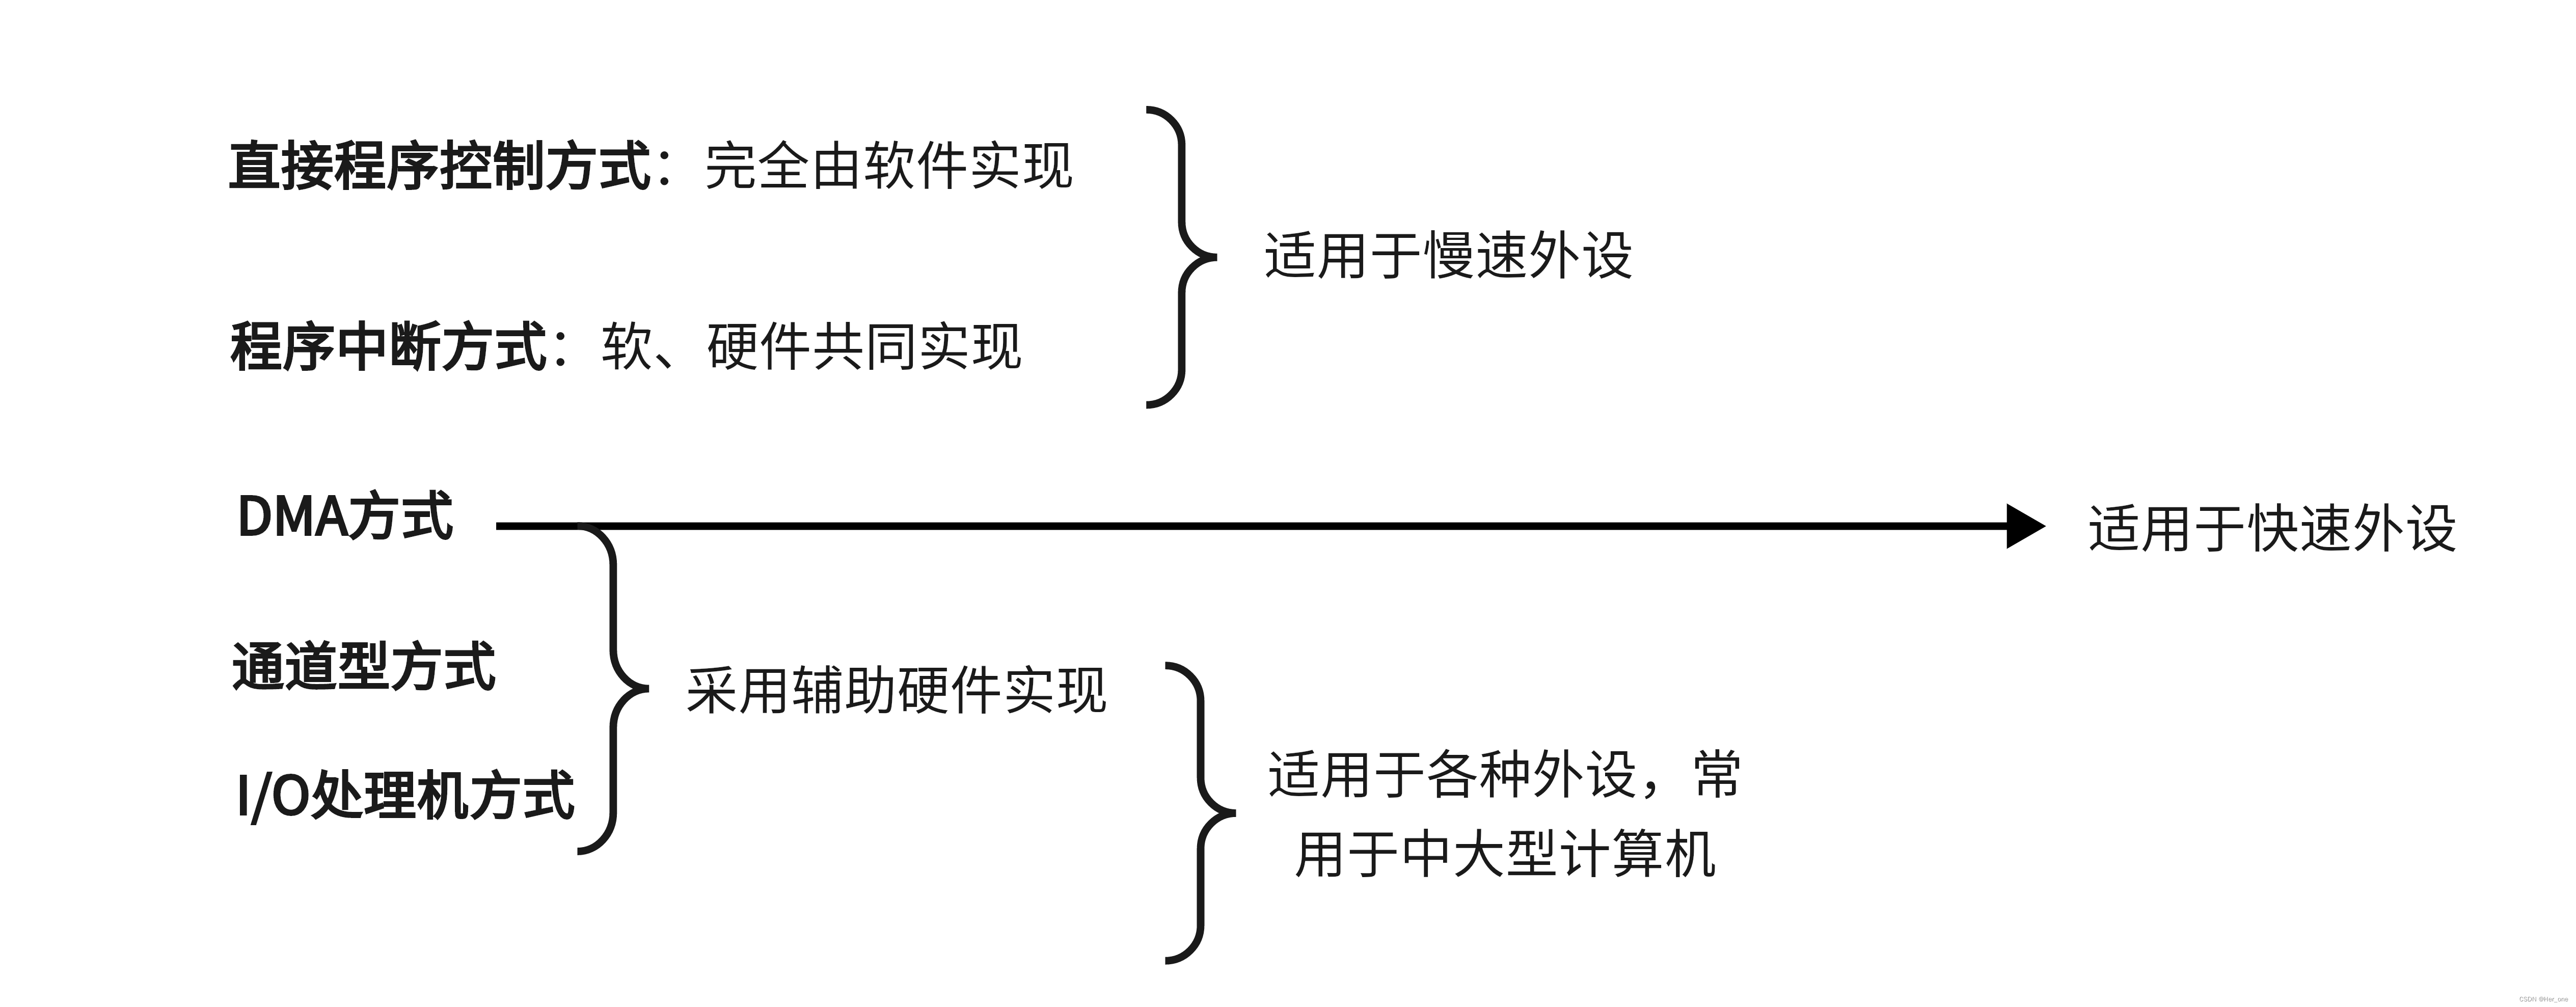 直接程序控制方式：完全由软件实现
适用于慢速外设
程序中断方式：软、硬件共同实现
DMA方式
适用于快速外设
通道型方式
采用辅助硬件实现
I/O处理机方式
适用于各种外设，常
用于中大型计算机
CSDN @Her_one